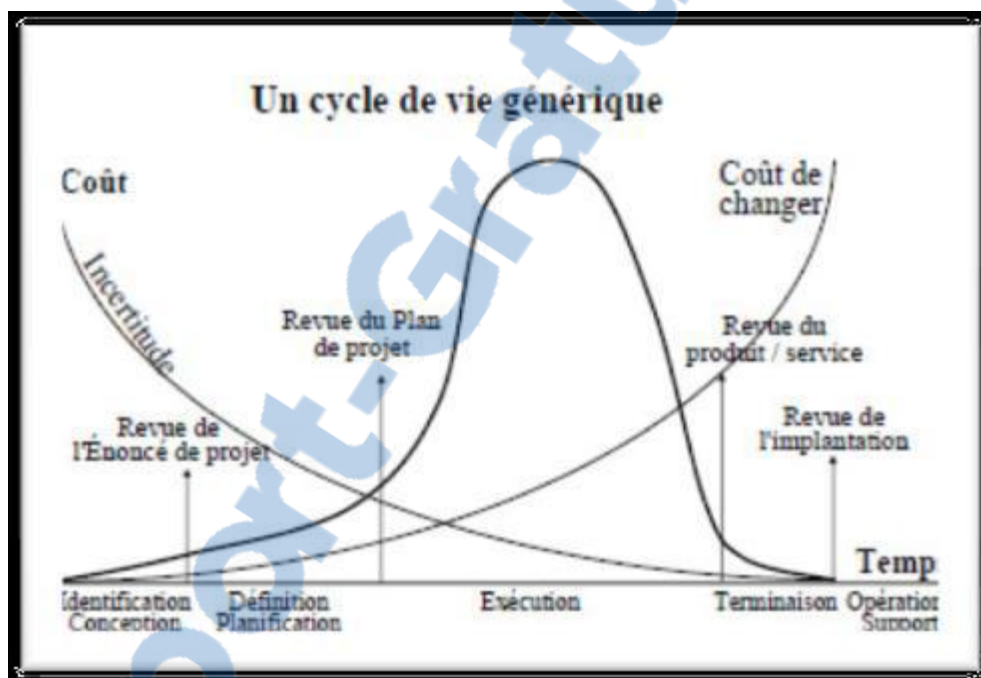 Un cycle de vie générique
Coût
Coût de
changer
Incertitude
Revue du Plan
de projet
Revue du
produit / service
Revue de
l'Énoncé de projet
Revue de
l'implantation
Temp
Identification
Conception
Définition
Planification
Exécution
Terminaison
Opération
Support